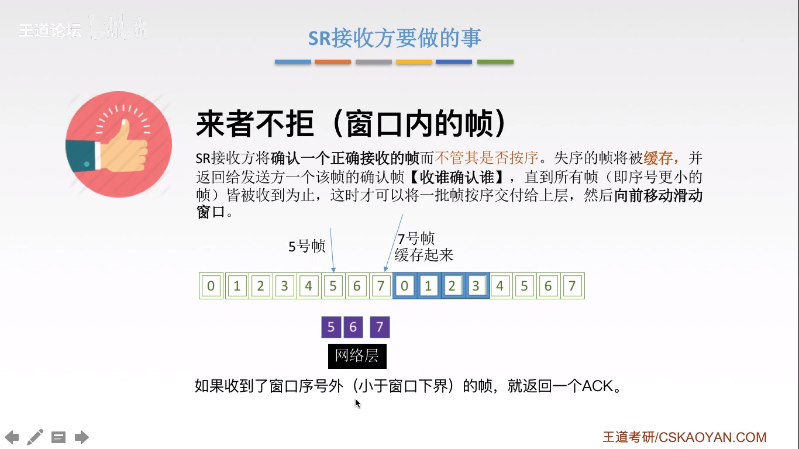 王道论坛
SR接收方要做的事
来者不拒（窗口内的帧）
SR接收方将确认一个正确接收的帧而不管其是否按序。失序的帧将被缓存，并
返回给发送方一个该帧的确认帧【收谁确认谁】，直到所有帧（即序号更小的
帧）皆被收到为止，这时才可以将一批帧按序交付给上层，然后向前移动滑动
窗口。
5号帧
7号帧
缓存起来
0 1 2 3 4 5 6 7 0 1 2 3 4 5 6 7
5 6 7
网络层
如果收到了窗口序号外（小于窗口下界）的帧，就返回一个ACK。
王道考研/CSKAOYAN.COM